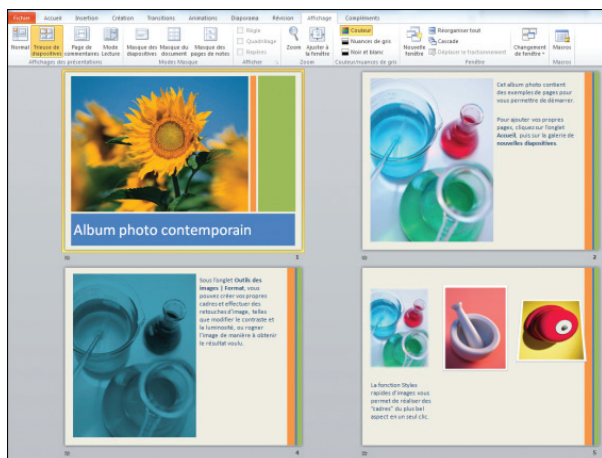 Fichier Accueil Insertion Création Transitions Animations Diaporama Révision Affichage Compléments
Normal Trieuse de diapositives Page de commentaires Mode Lecture
Affichages des présentations
Masque des diapositives Masque du document Masque des pages de notes
Modes Masque
Règle
Quadrillage
Repères
Afficher
Zoom Ajuster à la fenêtre
Zoom
Couleur
Nuances de gris
Noir et blanc
Couleur/nuances de gris
Nouvelle fenêtre
Réorganiser tout
Cascade
Déplacer le fractionnement
Changement de fenêtre
Fenêtre
Macros
Macros
Album photo contemporain
1
Cet album photo contient
des exemples de pages pour
vous permettre de démarrer.
Pour ajouter vos propres
pages, cliquez sur l'onglet
Accueil, puis sur la galerie de
nouvelles diapositives.
2
Sous l'onglet Outils des
images | Format, vous
pouvez créer vos propres
cadres et effectuer des
retouches d'image, telles
que modifier le contraste et
la luminosité, ou rogner
l'image de manière à obtenir
le résultat voulu.
4
La fonction Styles
rapides d'images vous
permet de réaliser des
"cadres" du plus bel
aspect en un seul clic.
5